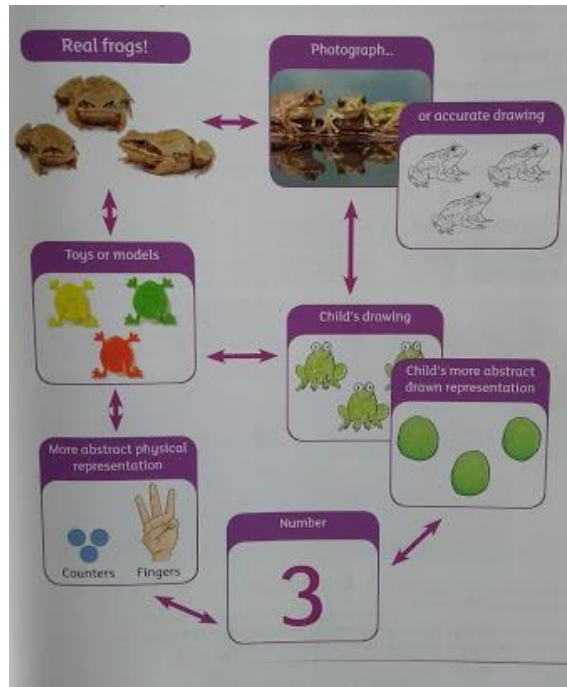 Real frogs!
Photograph...
or accurate drawing
Toys or models
Child's drawing
Child's more abstract
drawn representation
More abstract physical
representation
Counters Fingers
Number
3